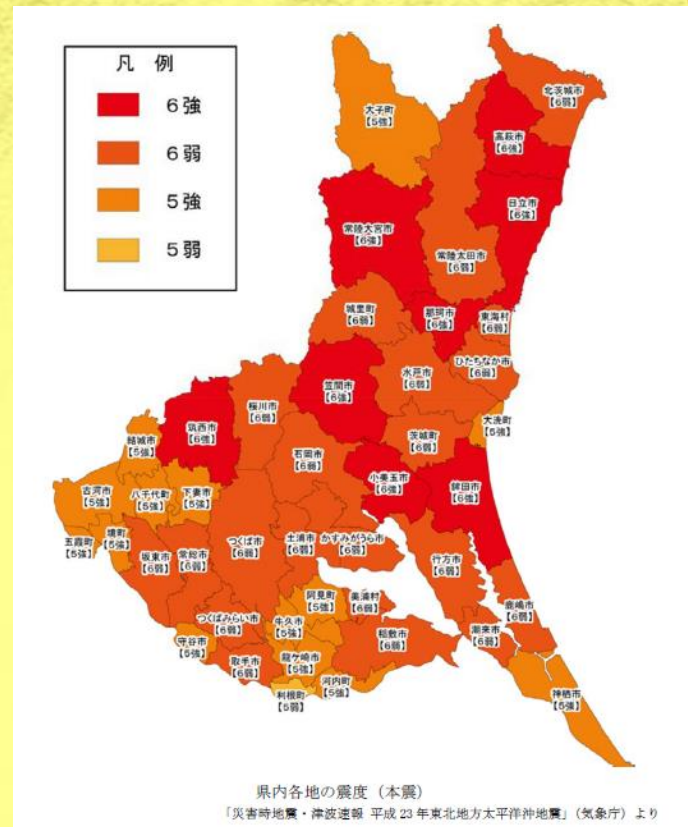 凡 例
6強
6弱
5強
5弱
大子町
【5強】
北茨城市
【6弱】
高萩市
【6強】
日立市
【6強】
常陸大宮市
【6強】
常陸太田市
【6弱】
城里町
【6弱】
那珂市
【6強】
東海村
【6弱】
ひたちなか市
【6弱】
水戸市
【6弱】
笠間市
【6強】
桜川市
【6弱】
筑西市
【6強】
結城市
【5強】
茨城町
【6弱】
大洗町
【5強】
石岡市
【6弱】
小美玉市
【6強】
鉾田市
【6強】
古河市
【5強】
八千代町
【5強】
下妻市
【5強】
五霞町
【5強】
境町
【5強】
坂東市
【6弱】
常総市
【6弱】
つくば市
【6弱】
土浦市
【6弱】
かすみがうら市
【6弱】
行方市
【6弱】
鹿嶋市
【6弱】
阿見町
【5強】
美浦村
【6弱】
つくばみらい市
【6弱】
牛久市
【5強】
稲敷市
【6弱】
潮来市
【6弱】
守谷市
【5強】
取手市
【6弱】
龍ケ崎市
【5強】
河内町
【5強】
利根町
【5弱】
神栖市
【5強】
県内各地の震度（本震）
「災害時地震・津波速報 平成23年東北地方太平洋沖地震」（気象庁）より